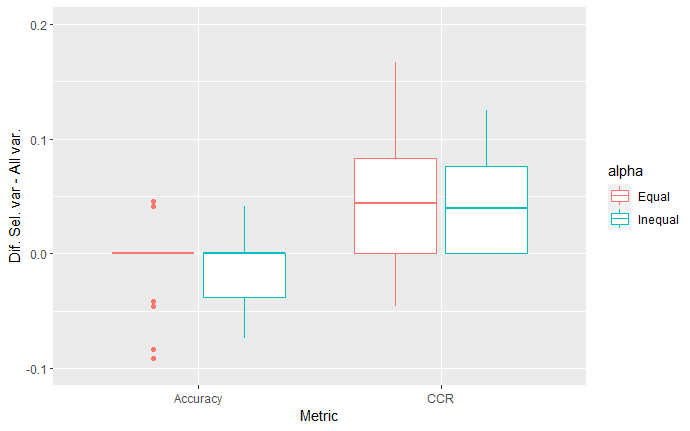 0.2
0.1
0.0
-0.1
Dif. Sel. var - All var.
Accuracy
CCR
Metric
alpha
Equal
Inequal